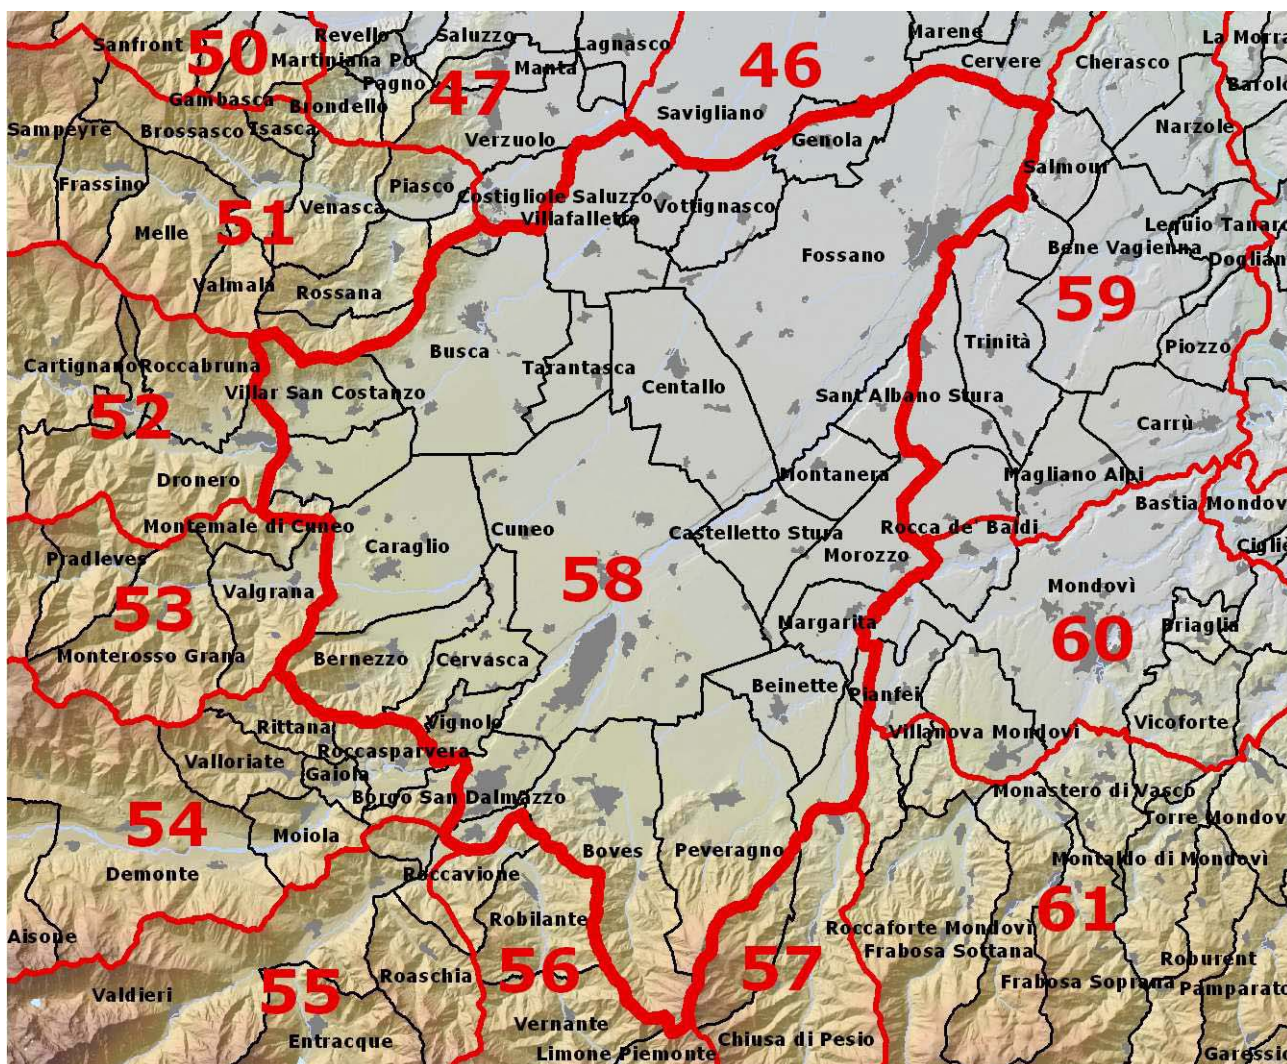 Revello
Saluzzo
Lagnasco
Marene
La Morra
Sanfront
50
Martiniana Po
Manta
46
Cervere
Cherasco
Pagno
47
Barolo
Gambasca
Brondello
Savigliano
Sampeyre
Brossasco
Isasca
Verzuolo
Genola
Narzole
Frassino
Piasco
Costigliole Saluzzo
Salmour
Venasca
Vottignasco
Villafalletto
Lequio Tanaro
51
Melle
Fossano
Bene Vagienna
Dogliani
Valmala
Rossana
59
Trinità
Piozzo
Busca
Cartignano
Roccabruna
Tarantasca
Centallo
Villar San Costanzo
Sant'Albano Stura
52
Carrù
Dronero
Montanera
Magliano Alpi
Bastia Mondov
Montemale di Cuneo
Cuneo
Castelletto Stura
Rocca de' Baldi
Pradleves
Caraglio
Morozzo
Ciglie
Valgrana
58
Mondovì
53
Margarita
Briaglia
60
Monterosso Grana
Bernezzo
Cervasca
Beinette
Pianfei
Rittana
Vignolo
Villanova Mondovì
Vicoforte
Roccasparvera
Valloriate
Gaiola
Borgo San Dalmazzo
Monastero di Vasco
54
Moiola
Torre Mondov
Boves
Peveragno
Montaldo di Mondovì
Demonte
Roccavione
Robilante
61
Roccaforte Mondovì
Aisone
Frabosa Sottana
Roaschia
56
57
Roburent
Valdieri
55
Frabosa Soprana
Pamparato
Vernante
Entracque
Chiusa di Pesio
Limone Piemonte
Garessi